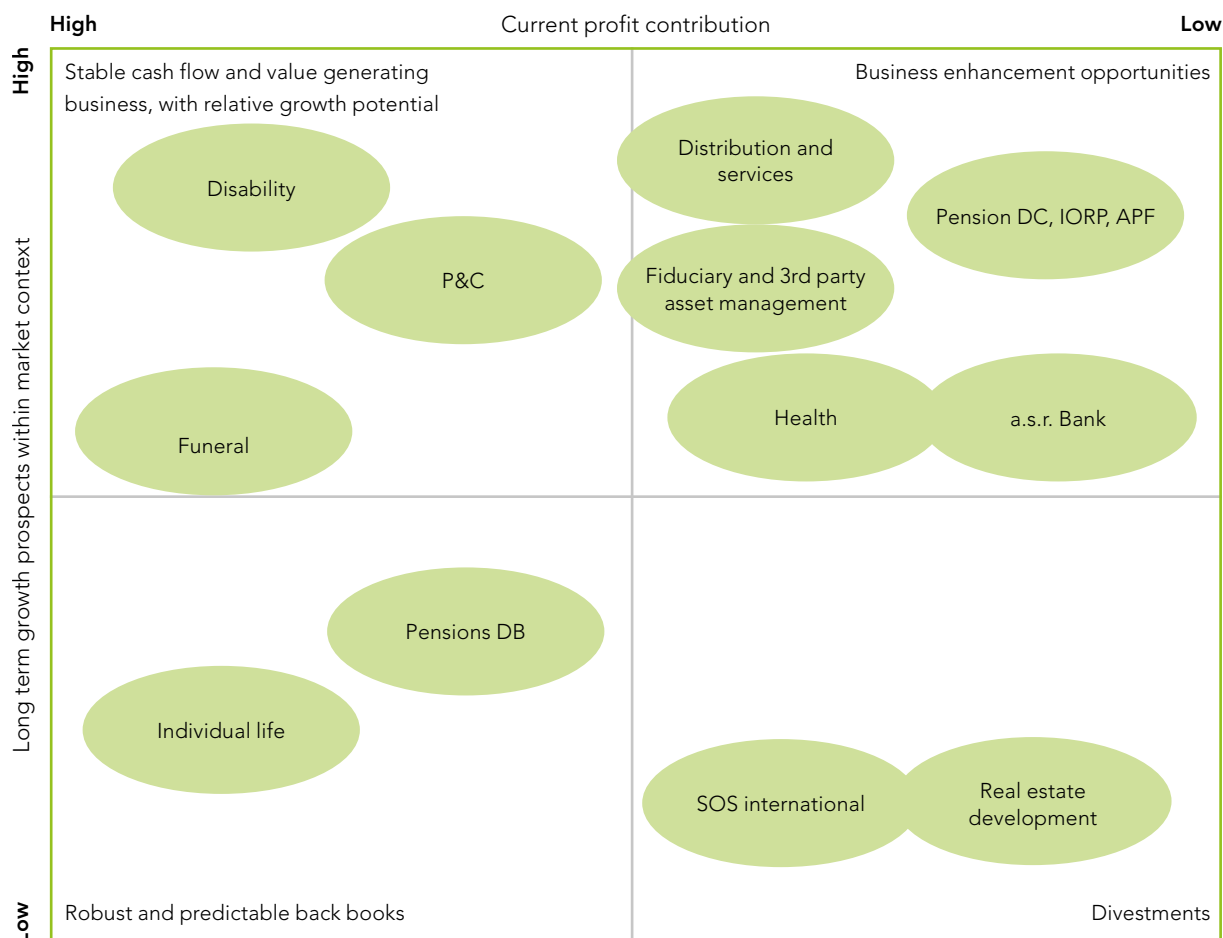 High
Current profit contribution
Low
High
Long term growth prospects within market context
Low
Stable cash flow and value generating
business, with relative growth potential
Business enhancement opportunities
Disability
P&C
Funeral
Distribution and
services
Pension DC, IORP, APF
Fiduciary and 3rd party
asset management
Health
a.s.r. Bank
Pensions DB
Individual life
SOS international
Real estate
development
Robust and predictable back books
Divestments